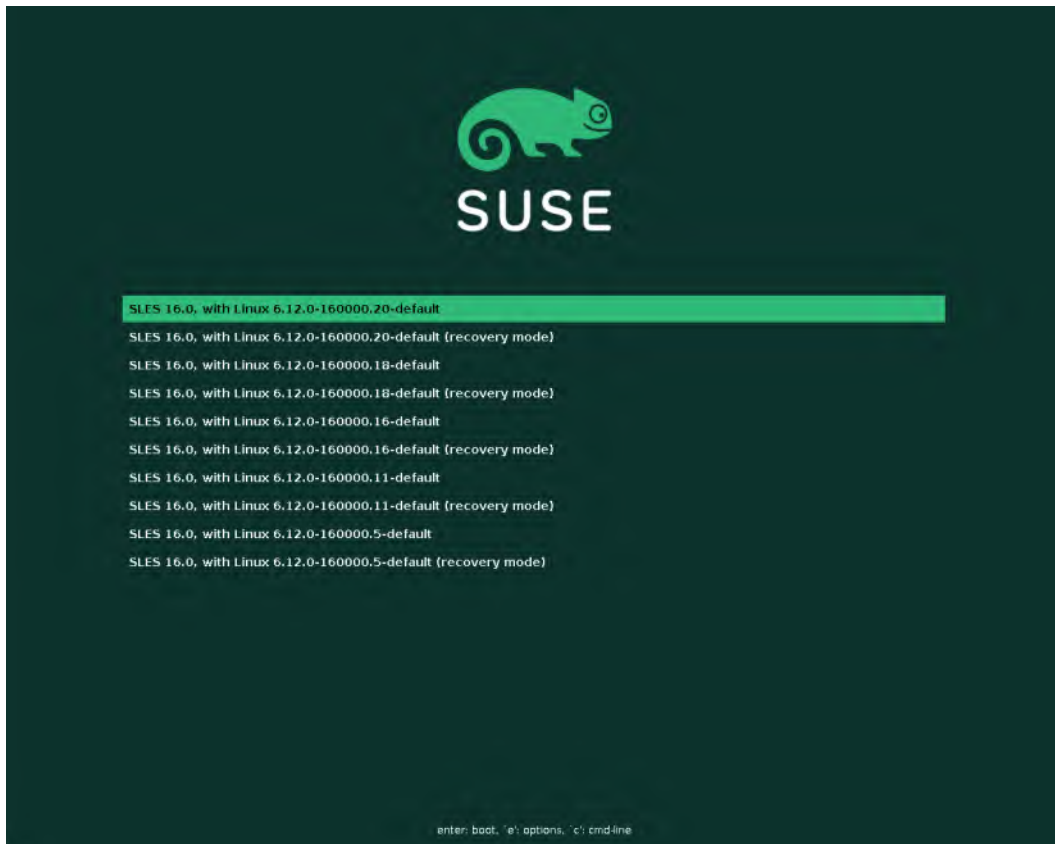 SUSE
SLES 16.0, with Linux 6.12.0-160000.20-default
SLES 16.0, with Linux 6.12.0-160000.20-default (recovery mode)
SLES 16.0, with Linux 6.12.0-160000.18-default
SLES 16.0, with Linux 6.12.0-160000.18-default (recovery mode)
SLES 16.0, with Linux 6.12.0-160000.16-default
SLES 16.0, with Linux 6.12.0-160000.16-default (recovery mode)
SLES 16.0, with Linux 6.12.0-160000.11-default
SLES 16.0, with Linux 6.12.0-160000.11-default (recovery mode)
SLES 16.0, with Linux 6.12.0-160000.5-default
SLES 16.0, with Linux 6.12.0-160000.5-default (recovery mode)
enter: boot, `e': options, `c': cmd-line